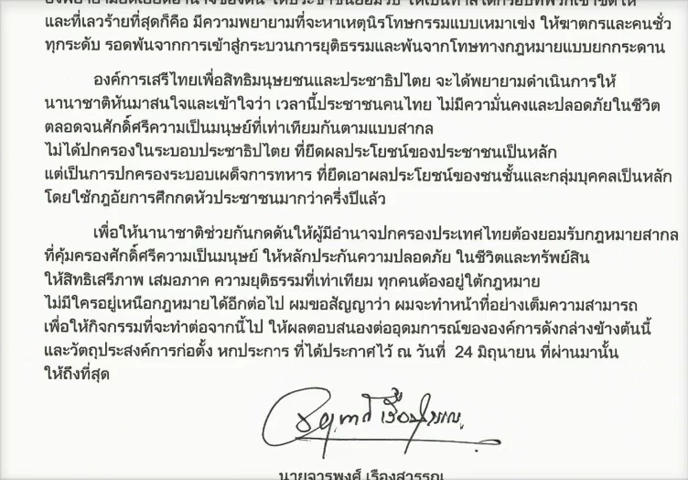 และที่เลวร้ายที่สุดก็คือ มีความพยายามที่จะหาเหตุนิรโทษกรรมแบบเหมาเข่ง ให้ฆาตกรและคนชั่ว
ทุกระดับ รอดพ้นจากการเข้าสู่กระบวนการยุติธรรมและพ้นจากโทษทางกฎหมายแบบยกกระดาน
องค์การเสรีไทยเพื่อสิทธิมนุษยชนและประชาธิปไตย จะได้พยายามดำเนินการให้
นานาชาติหันมาสนใจและเข้าใจว่า เวลานี้ประชาชนคนไทย ไม่มีความั่นคงและปลอดภัยในชีวิต
ตลอดจนศักดิ์ศรีความเป็นมนุษย์ที่เท่าเทียมกันตามแบบสากล
ไม่ได้ปกครองในระบอบประชาธิปไตย ที่ยึดผลประโยชน์ของประชาชนเป็นหลัก
แต่เป็นการปกครองระบอบเผด็จการทหาร ที่ยึดเอาผลประโยชน์ของชนชั้นและกลุ่มบุคคลเป็นหลัก
โดยใช้กฎอัยการศึกกดหัวประชาชนมากว่าครึ่งปีแล้ว
เพื่อให้นานาชาติช่วยกันกดดันให้ผู้มีอำนาจปกครองประเทศไทยต้องยอมรับกฎหมายสากล
ที่คุ้มครองศักดิ์ศรีความเป็นมนุษย์ ให้หลักประกันความปลอดภัย ในชีวิตและทรัพย์สิน
ให้สิทธิเสรีภาพ เสมอภาค ความยุติธรรมที่เท่าเทียม ทุกคนต้องอยู่ใต้กฎหมาย
ไม่มีใครอยู่เหนือกฎหมายได้อีกต่อไป ผมขอสัญญาว่า ผมจะทำหน้าที่อย่างเต็มความสามารถ
เพื่อให้กิจกรรมที่จะทำต่อจากนี้ไป ให้ผลตอบสนองต่ออุดมการณ์ขององค์การดังกล่าวข้างต้นนี้
และวัตถุประสงค์การก่อตั้ง หกประการ ที่ได้ประกาศไว้ ณ วันที่ 24 มิถุนายน ที่ผ่านมานั้น
ให้ถึงที่สุด
นายจารุพงศ์ เรืองสุวรรณ